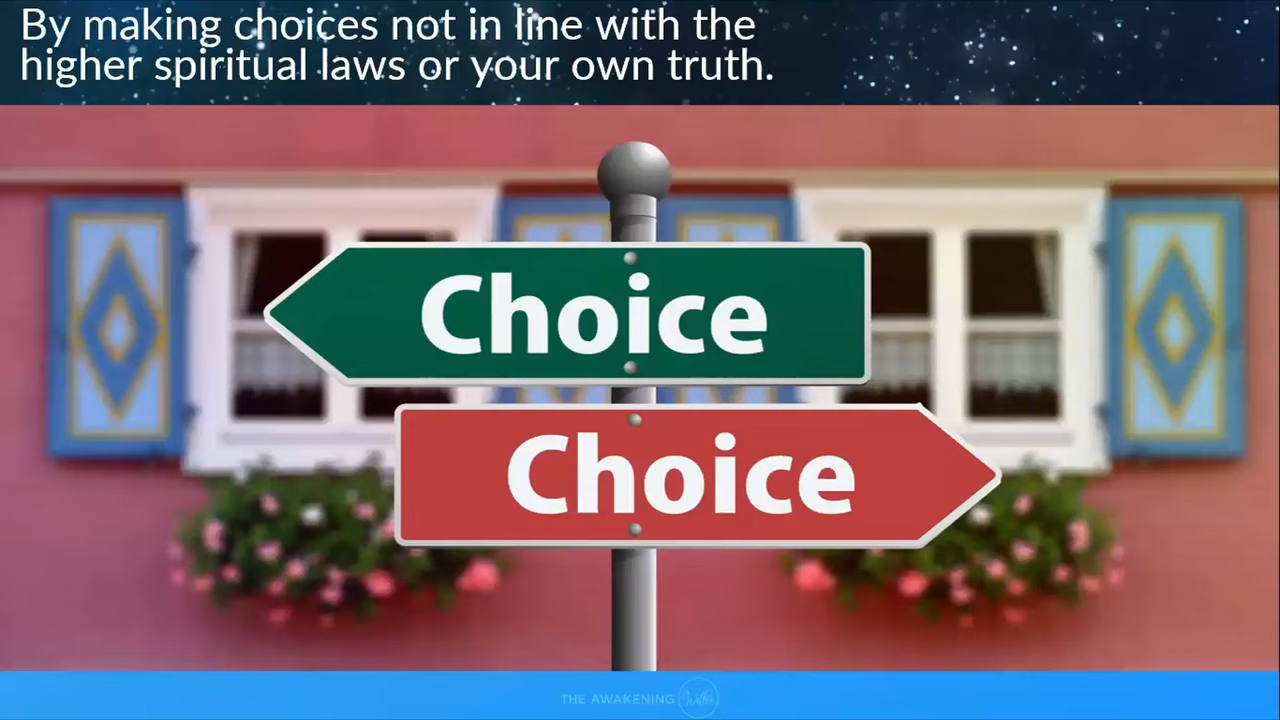 By making choices not in line with the
higher spiritual laws or your own truth.
Choice
Choice
THE AWAKENING Within